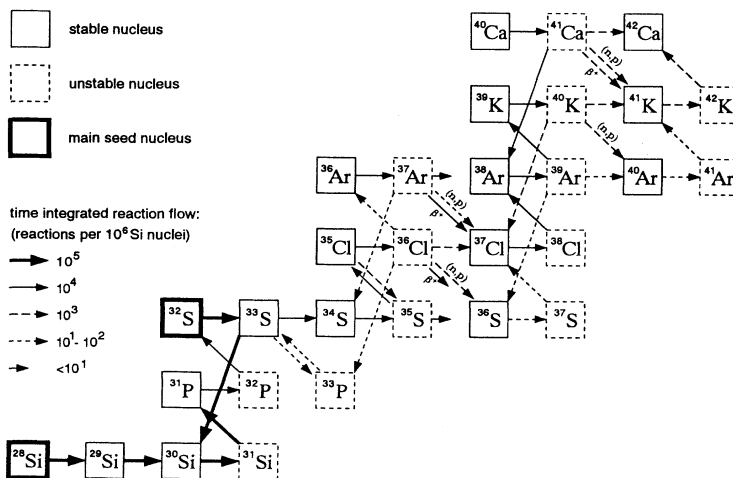 stable nucleus
unstable nucleus
main seed nucleus
time integrated reaction flow:
(reactions per 10⁶Si nuclei)
10⁵
10⁴
10³
10¹- 10²
<10¹
⁴⁰Ca ⁴¹Ca ⁴²Ca
(n,p)
β⁺
³⁹K ⁴⁰K ⁴¹K ⁴²K
(n,p)
³⁶Ar ³⁷Ar ³⁸Ar ³⁹Ar ⁴⁰Ar ⁴¹Ar
(n,p)
β⁺
³⁵Cl ³⁶Cl ³⁷Cl ³⁸Cl
(n,p)
β⁺
³²S ³³S ³⁴S ³⁵S ³⁶S ³⁷S
³¹P ³²P ³³P
²⁸Si ²⁹Si ³⁰Si ³¹Si